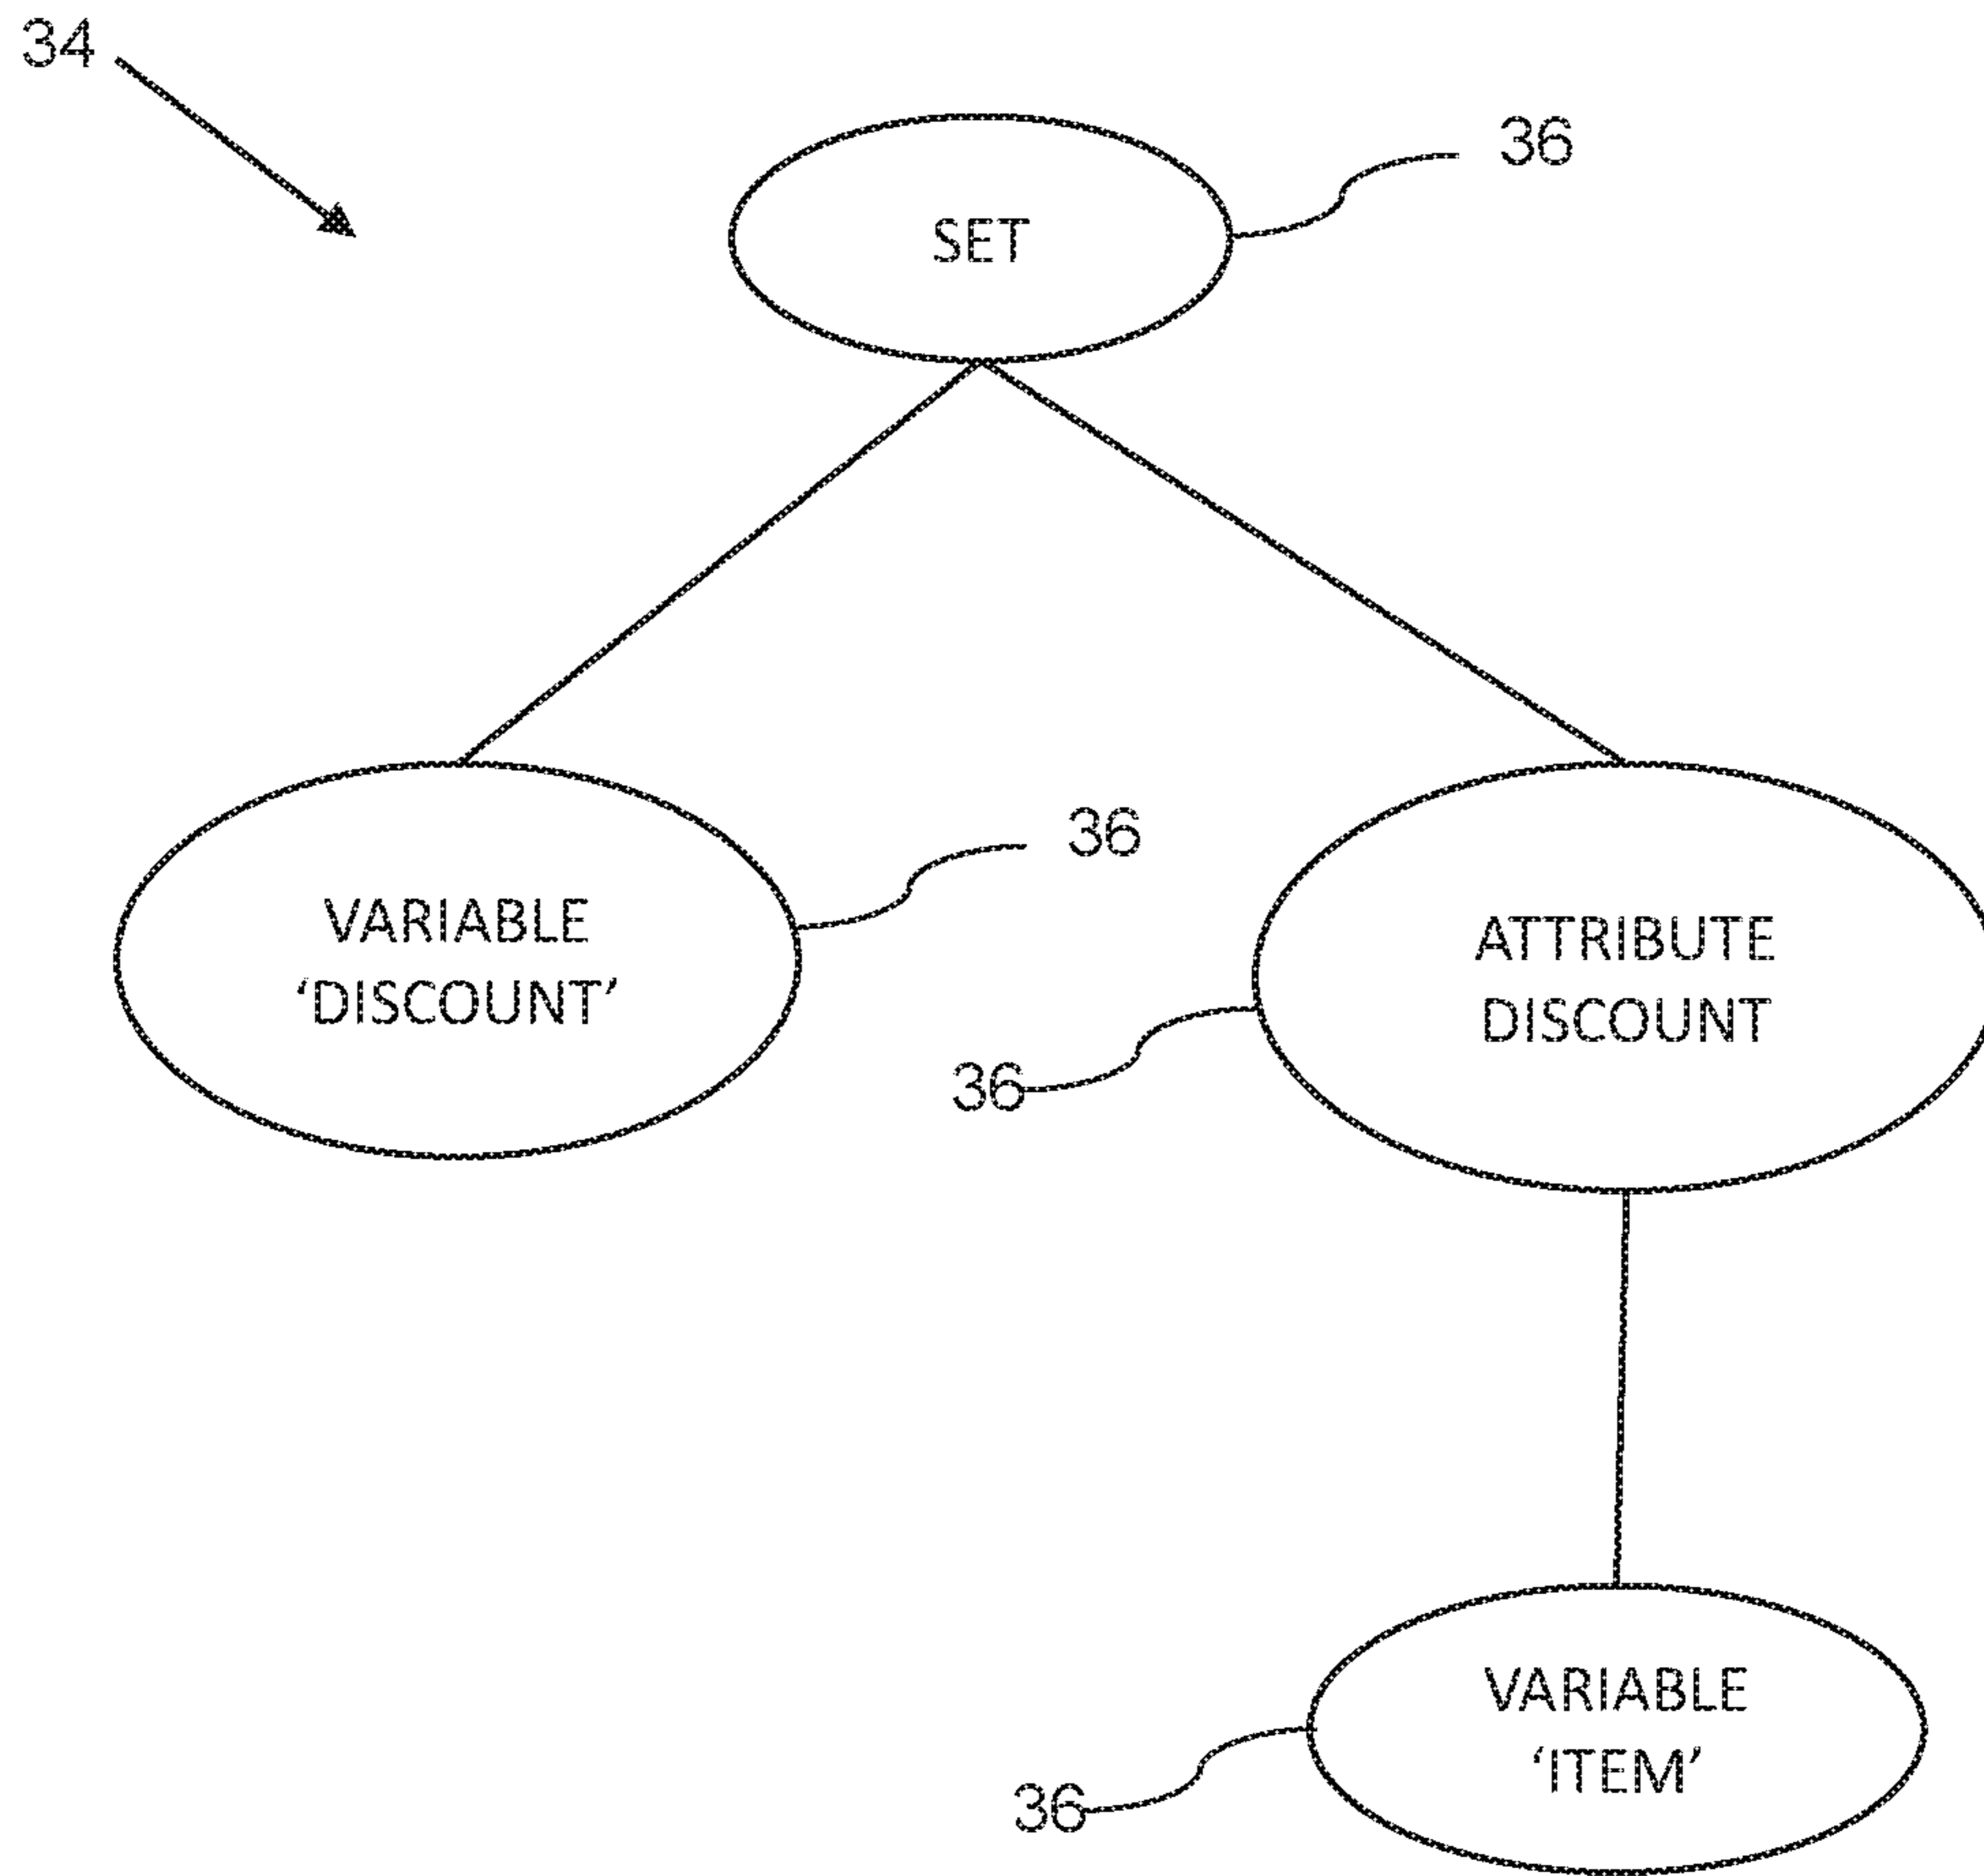 34
36
SET
36
VARIABLE
‘DISCOUNT’
ATTRIBUTE
DISCOUNT
36
VARIABLE
‘ITEM’
36